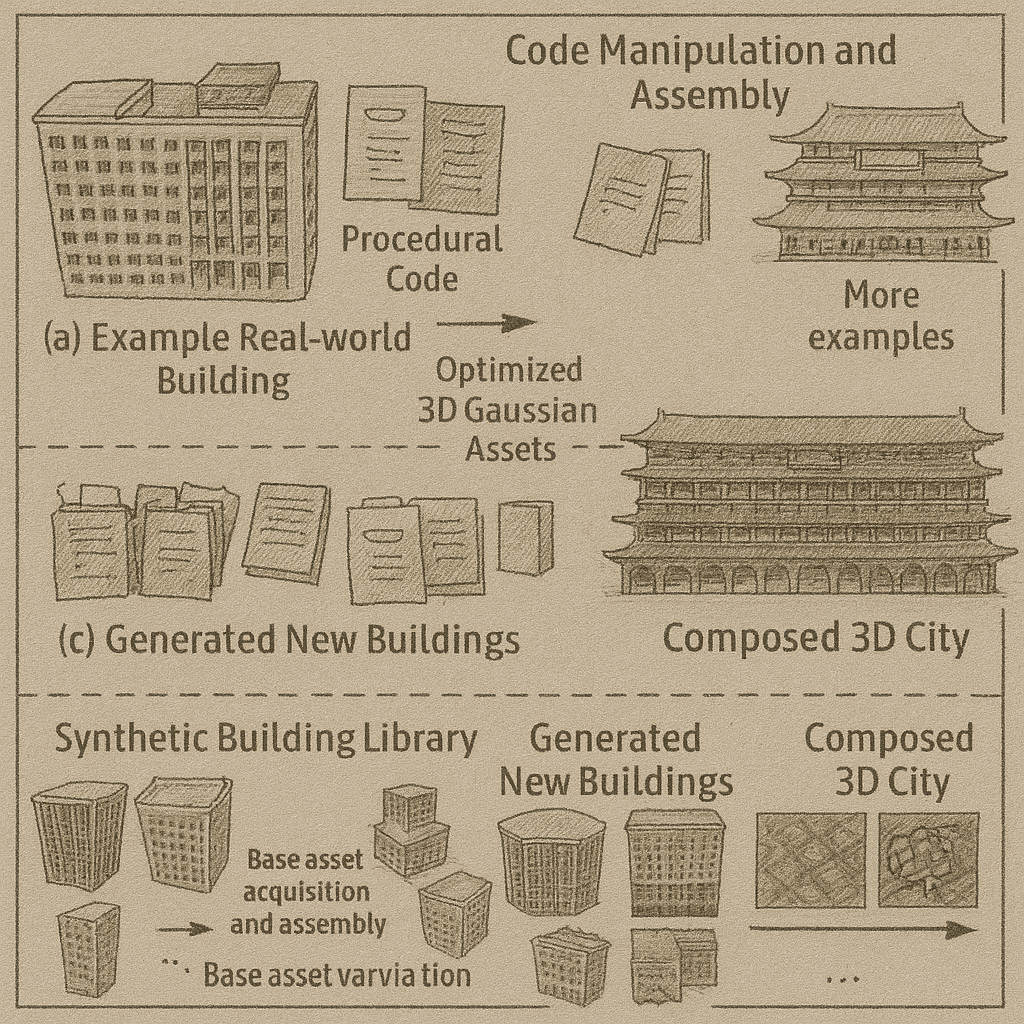 Code Manipulation and
Assembly
Procedural
Code
More
examples
(a) Example Real-world
Building
Optimized
3D Gaussian
Assets
(c) Generated New Buildings
Composed 3D City
Synthetic Building Library
Generated
New Buildings
Composed
3D City
Base asset
acquisition
and assembly
Base asset varvia tion
...